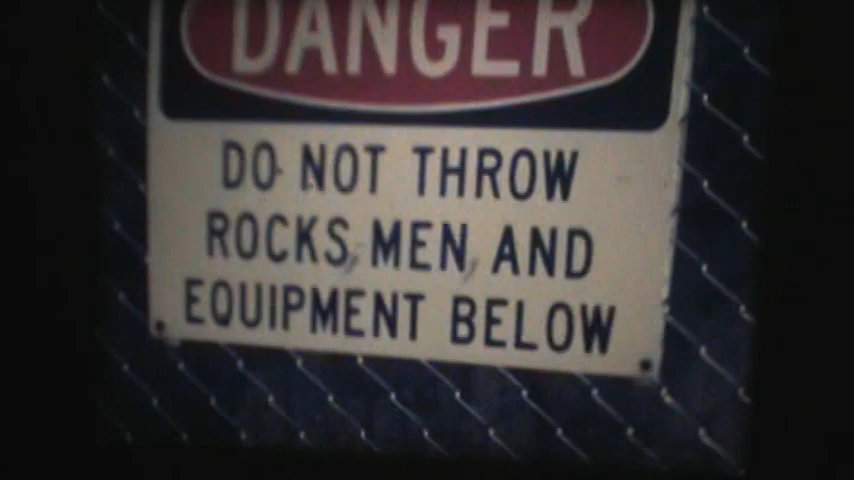 DANGER
DO NOT THROW
ROCKS, MEN, AND
EQUIPMENT BELOW